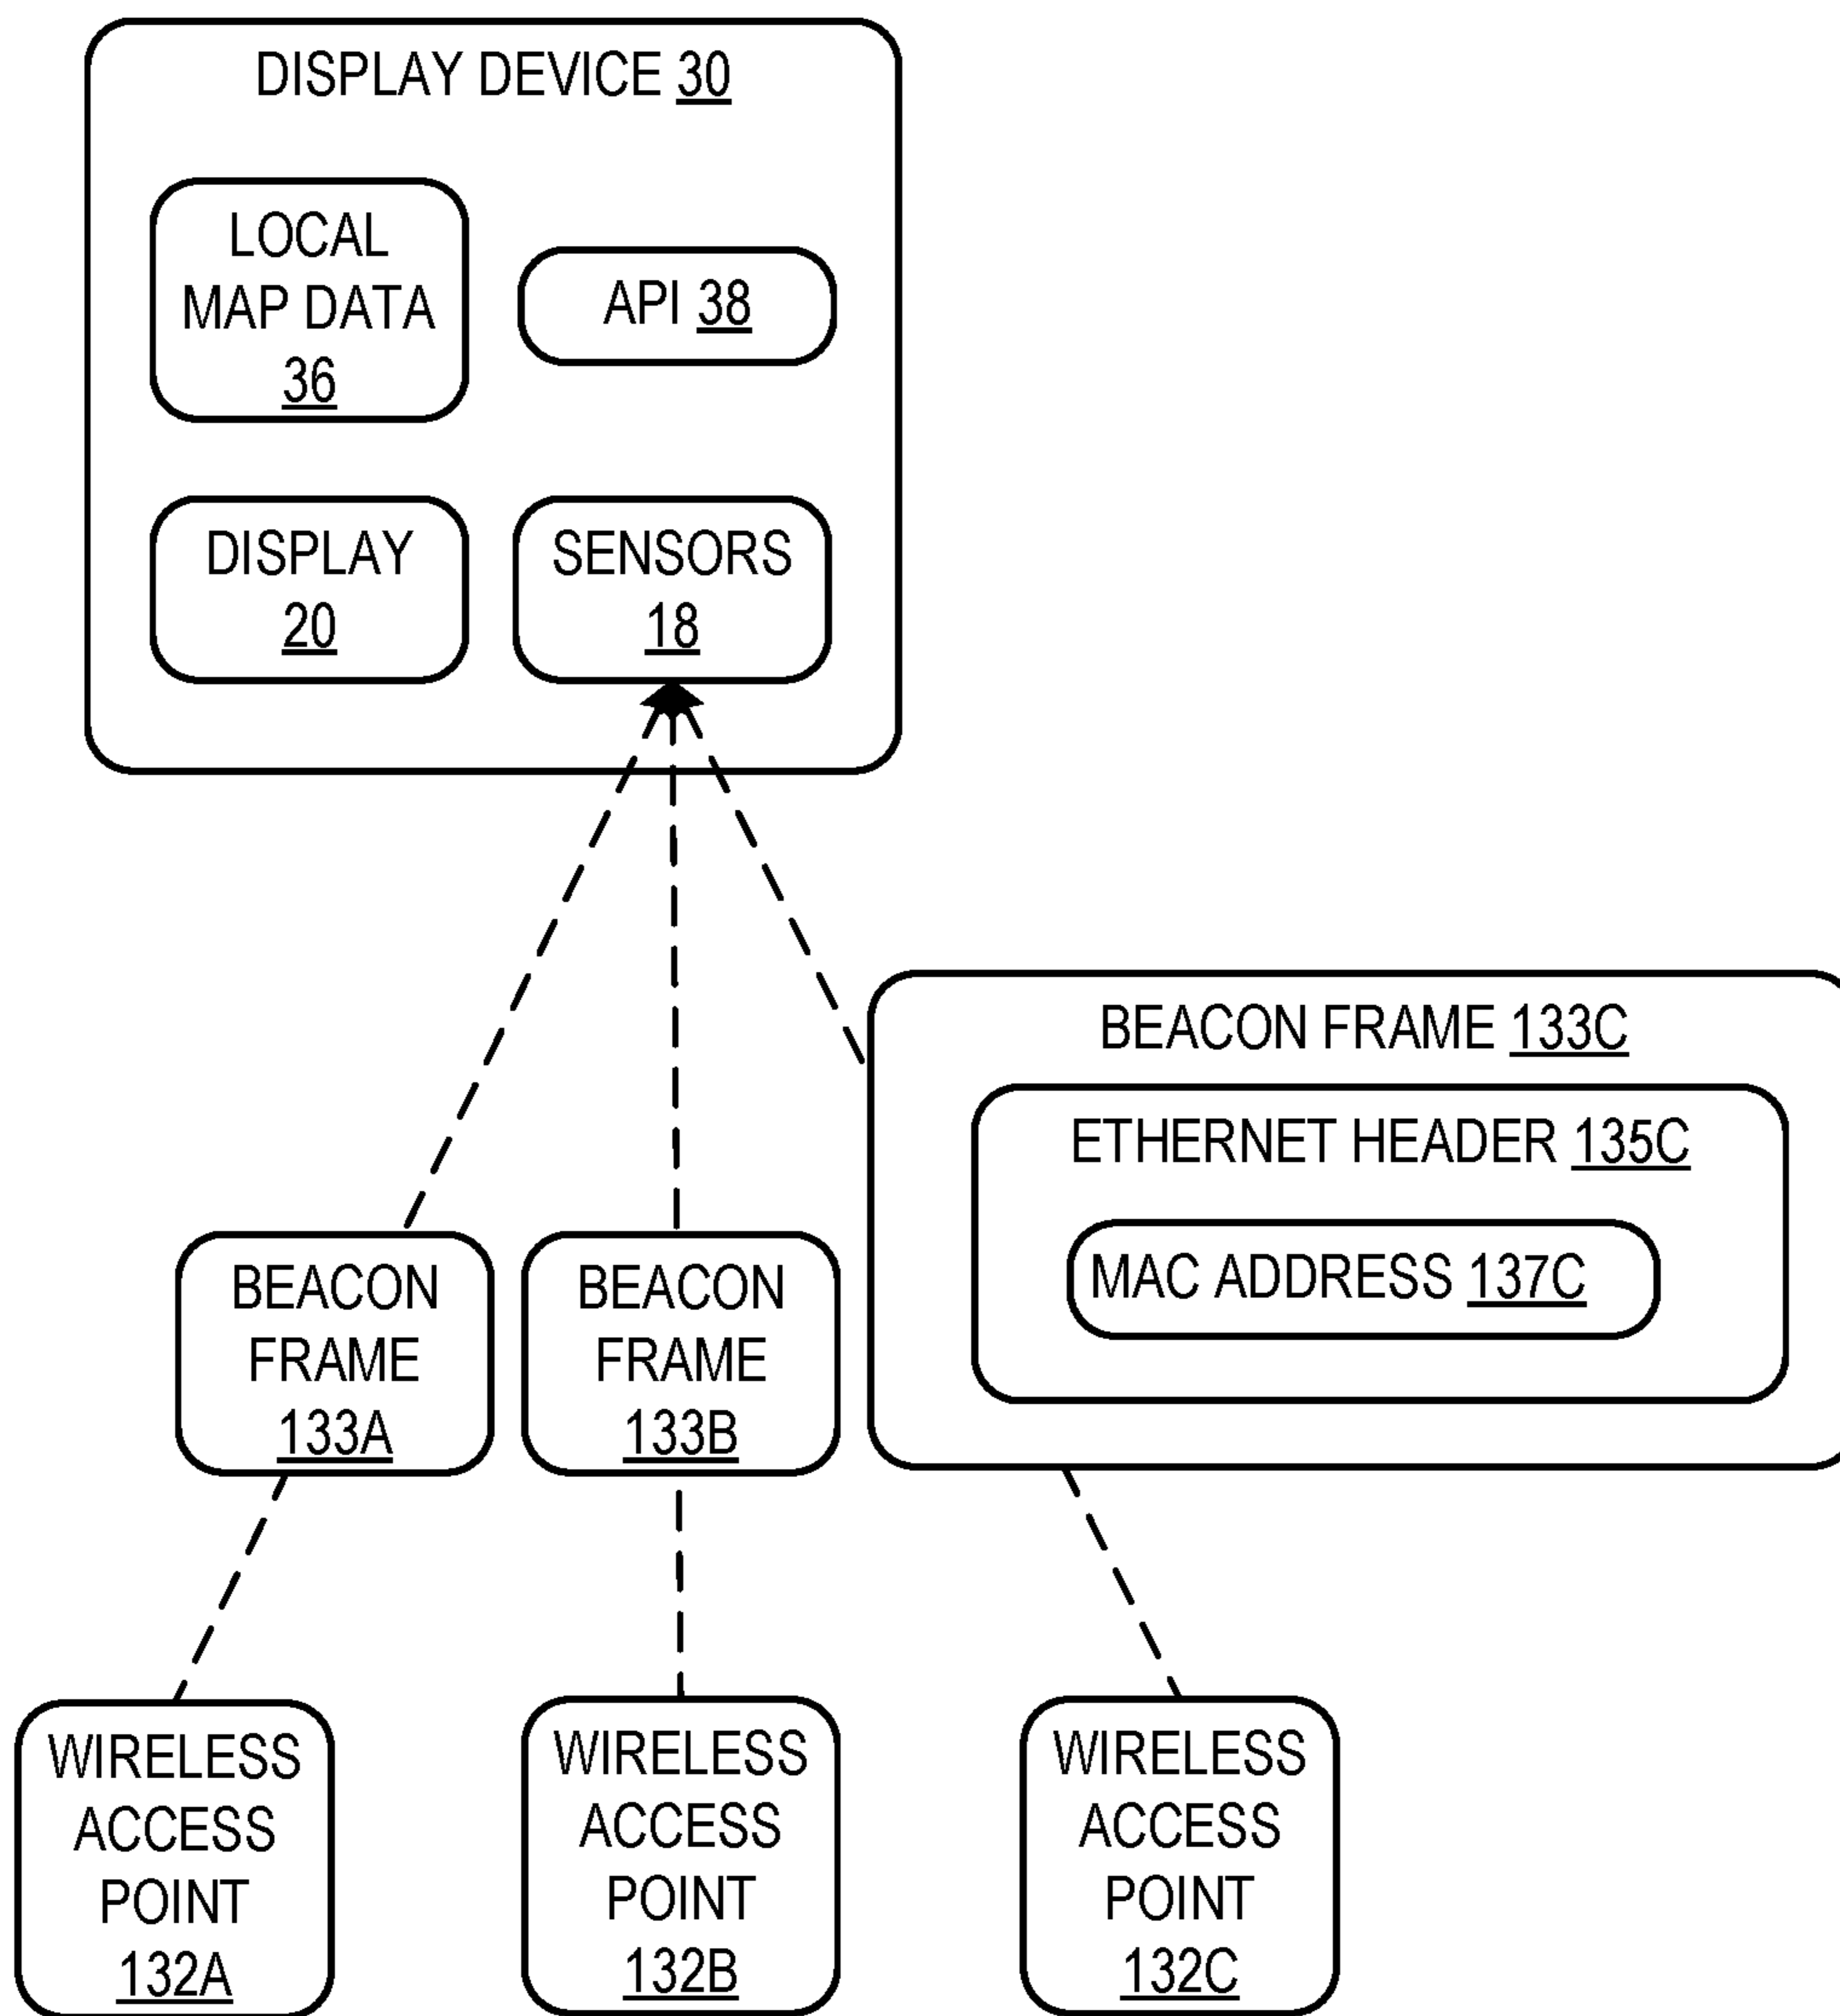 DISPLAY DEVICE 30
LOCAL
MAP DATA
36
API 38
DISPLAY
20
SENSORS
18
BEACON FRAME 133C
ETHERNET HEADER 135C
MAC ADDRESS 137C
BEACON
FRAME
133A
BEACON
FRAME
133B
WIRELESS
ACCESS
POINT
132A
WIRELESS
ACCESS
POINT
132B
WIRELESS
ACCESS
POINT
132C